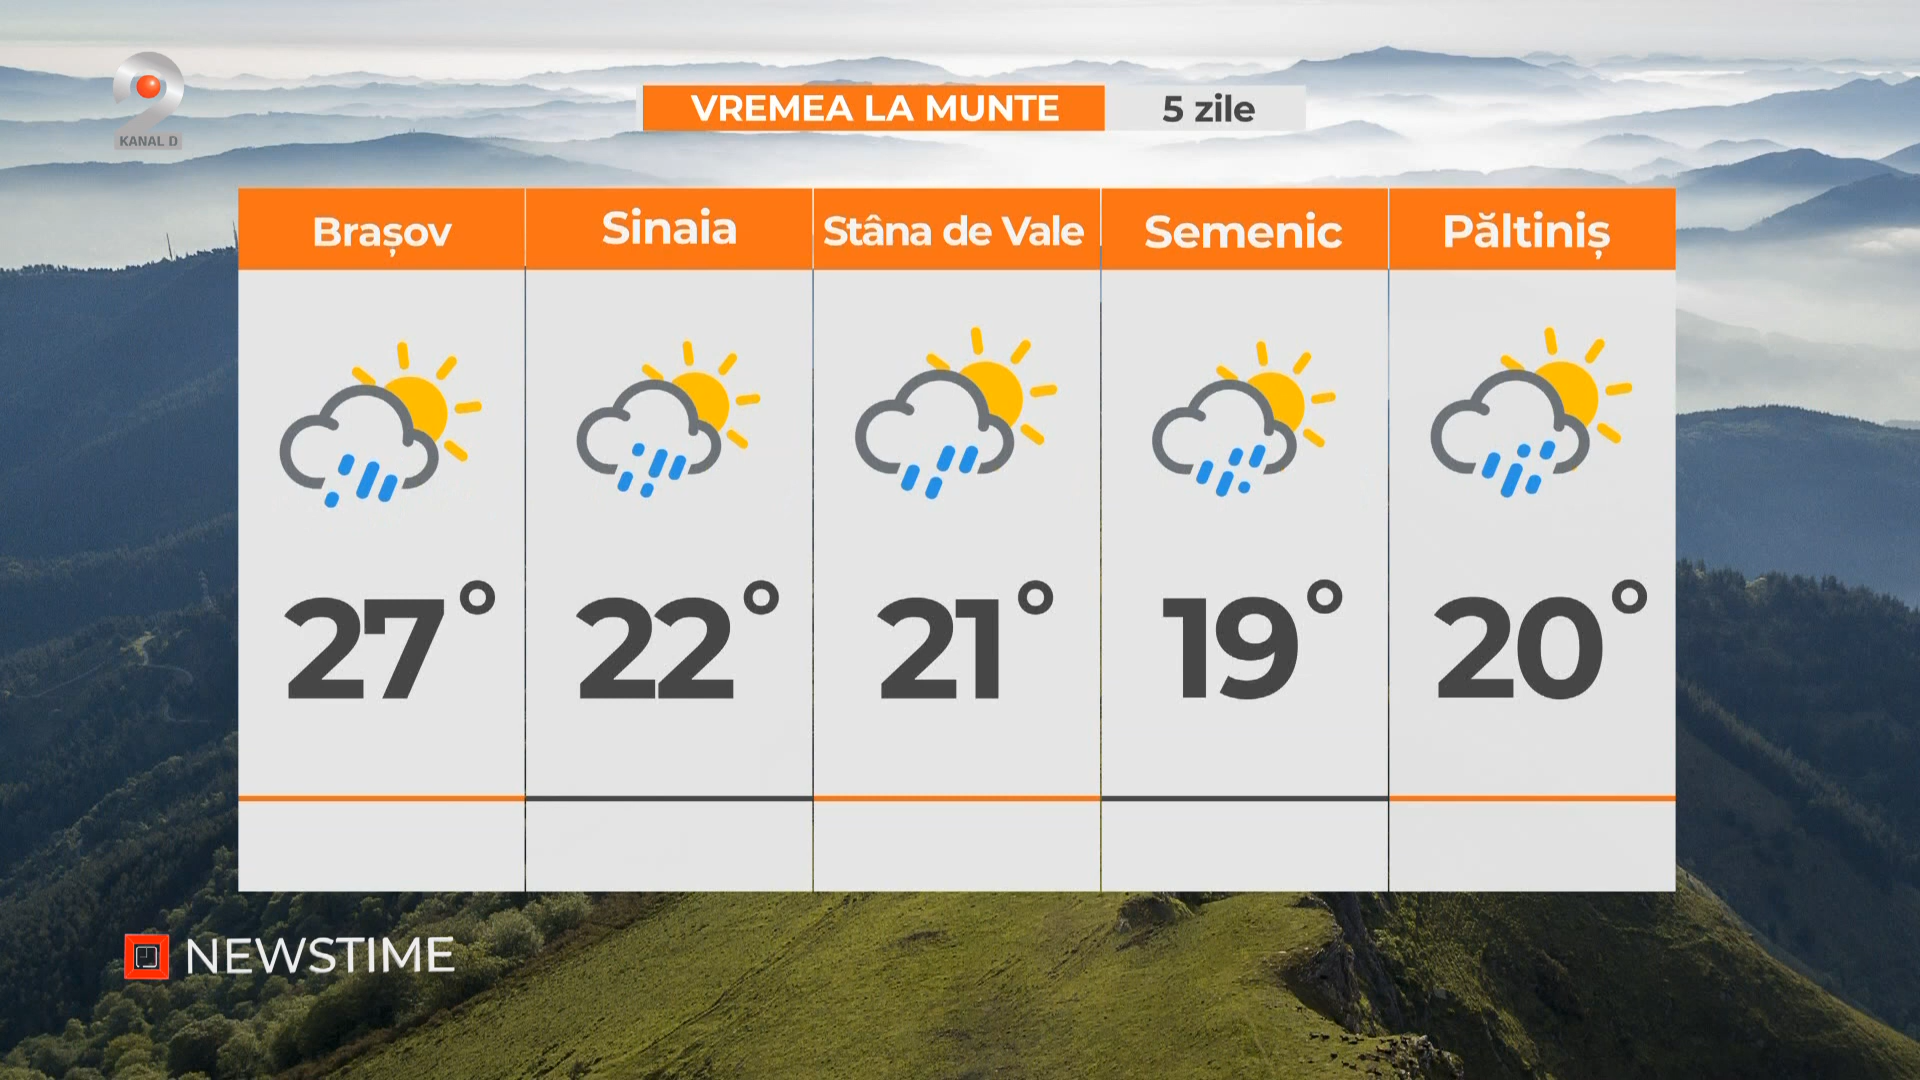 KANAL D
VREMEA LA MUNTE 5 zile
Brașov Sinaia Stâna de Vale Semenic Păltiniș
27° 22° 21° 19° 20°
NEWSTIME